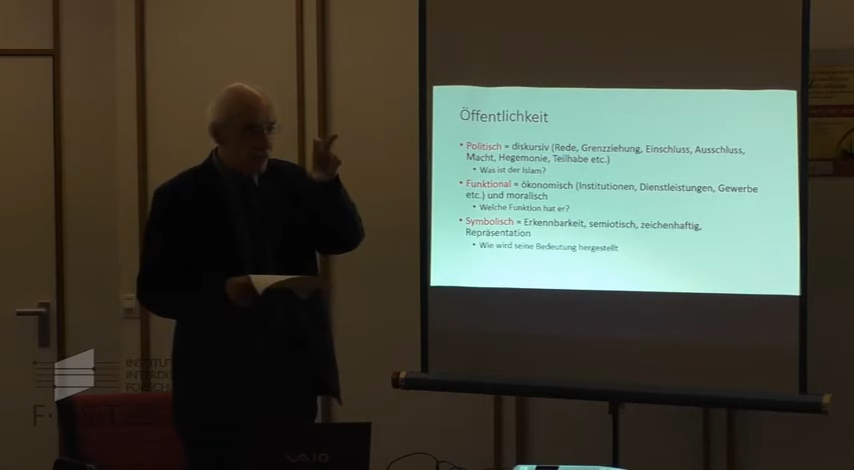 Öffentlichkeit
• Politisch = diskursiv (Rede, Grenzziehung, Einschluss, Ausschluss,
Macht, Hegemonie, Teilhabe etc.)
• Was ist der Islam?
• Funktional = ökonomisch (Institutionen, Dienstleistungen, Gewerbe
etc.) und moralisch
• Welche Funktion hat er?
• Symbolisch = Erkennbarkeit, semiotisch, zeichenhaftig,
Repräsentation
• Wie wird seine Bedeutung hergestellt
INSTITUT
VAIO